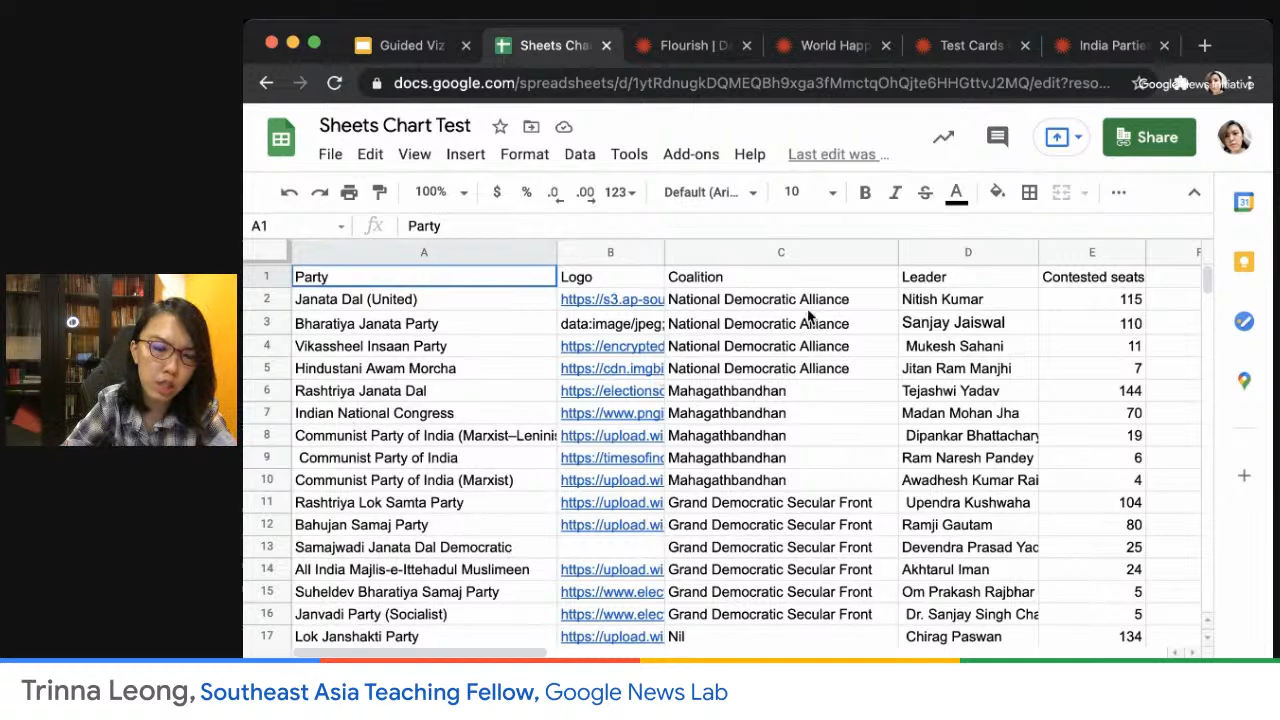 Guided Viz
Sheets Cha
Flourish | D
World Happ
Test Cards
India Partie
docs.google.com/spreadsheets/d/1ytRdnugkDQMEQBh9xga3fMmctqOhQjte6HHGttvJ2MQ/edit?reso...
Google News Initiative
Sheets Chart Test
File Edit View Insert Format Data Tools Add-ons Help Last edit was ...
Share
100% $ % .0 .00 123 Default (Ari... 10 B I S A
A1 fx Party
A B C D E F
1 Party Logo Coalition Leader Contested seats
2 Janata Dal (United) https://s3.ap-sou National Democratic Alliance Nitish Kumar 115
3 Bharatiya Janata Party data:image/jpeg; National Democratic Alliance Sanjay Jaiswal 110
4 Vikassheel Insaan Party https://encrypted National Democratic Alliance Mukesh Sahani 11
5 Hindustani Awam Morcha https://cdn.imgbi National Democratic Alliance Jitan Ram Manjhi 7
6 Rashtriya Janata Dal https://electionsd Mahagathbandhan Tejashwi Yadav 144
7 Indian National Congress https://www.pngi Mahagathbandhan Madan Mohan Jha 70
8 Communist Party of India (Marxist–Leninis https://upload.wi Mahagathbandhan Dipankar Bhattachary 19
9 Communist Party of India https://timesofind Mahagathbandhan Ram Naresh Pandey 6
10 Communist Party of India (Marxist) https://upload.wi Mahagathbandhan Awadhesh Kumar Rai 4
11 Rashtriya Lok Samta Party https://upload.wi Grand Democratic Secular Front Upendra Kushwaha 104
12 Bahujan Samaj Party https://upload.wi Grand Democratic Secular Front Ramji Gautam 80
13 Samajwadi Janata Dal Democratic Grand Democratic Secular Front Devendra Prasad Yad 25
14 All India Majlis-e-Ittehadul Muslimeen https://upload.wi Grand Democratic Secular Front Akhtarul Iman 24
15 Suheldev Bharatiya Samaj Party https://www.elec Grand Democratic Secular Front Om Prakash Rajbhar 5
16 Janvadi Party (Socialist) https://www.elec Grand Democratic Secular Front Dr. Sanjay Singh Cha 5
17 Lok Janshakti Party https://upload.wi Nil Chirag Paswan 134
31
Trinna Leong, Southeast Asia Teaching Fellow, Google News Lab